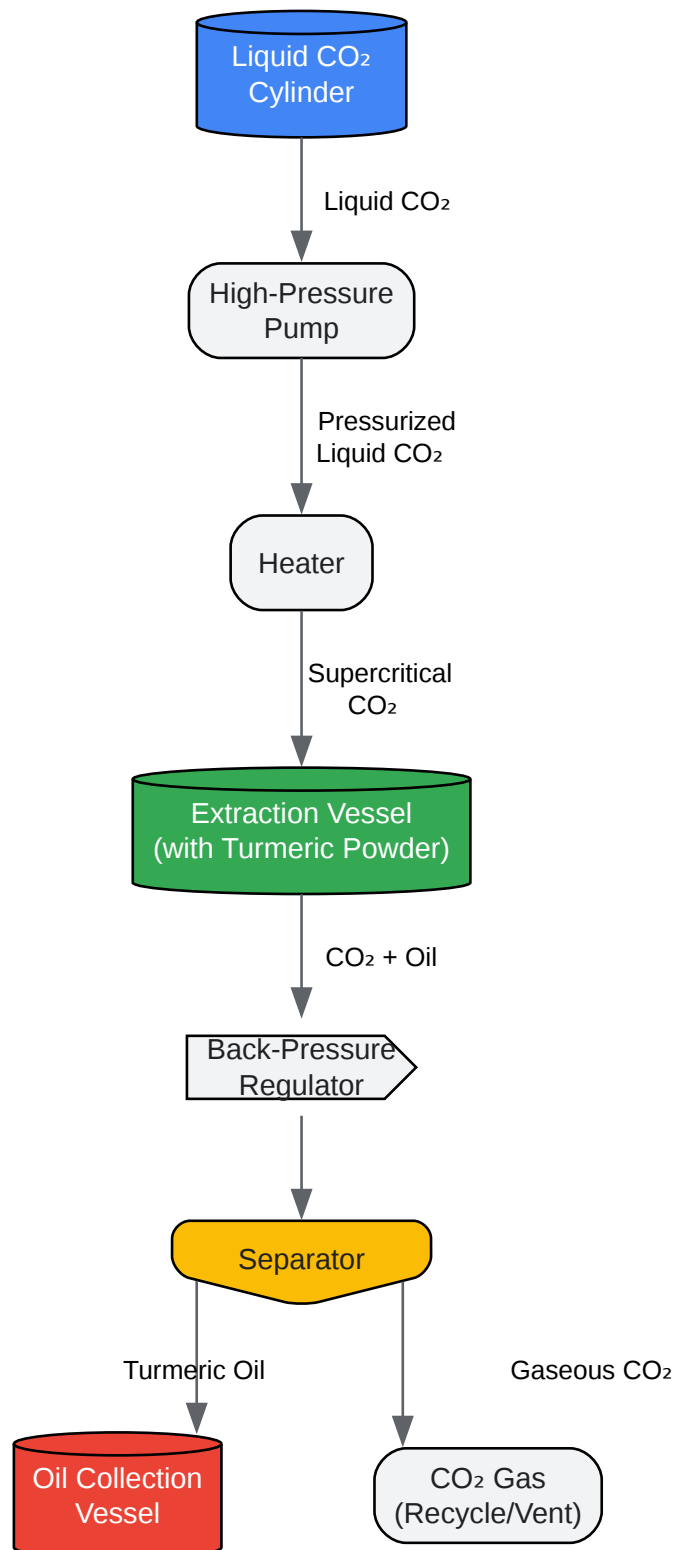 Liquid CO₂
Cylinder
Liquid CO₂
High-Pressure
Pump
Pressurized
Liquid CO₂
Heater
Supercritical
CO₂
Extraction Vessel
(with Turmeric Powder)
CO₂ + Oil
Back-Pressure
Regulator
Separator
Turmeric Oil
Gaseous CO₂
Oil Collection
Vessel
CO₂ Gas
(Recycle/Vent)